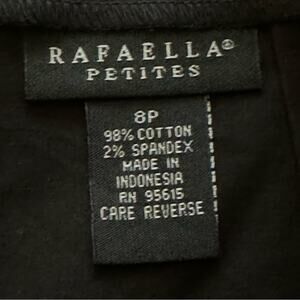 RAFAELLA®
PETITES
8P
98% COTTON
2% SPANDEX
MADE IN
INDONESIA
RN 95615
CARE REVERSE